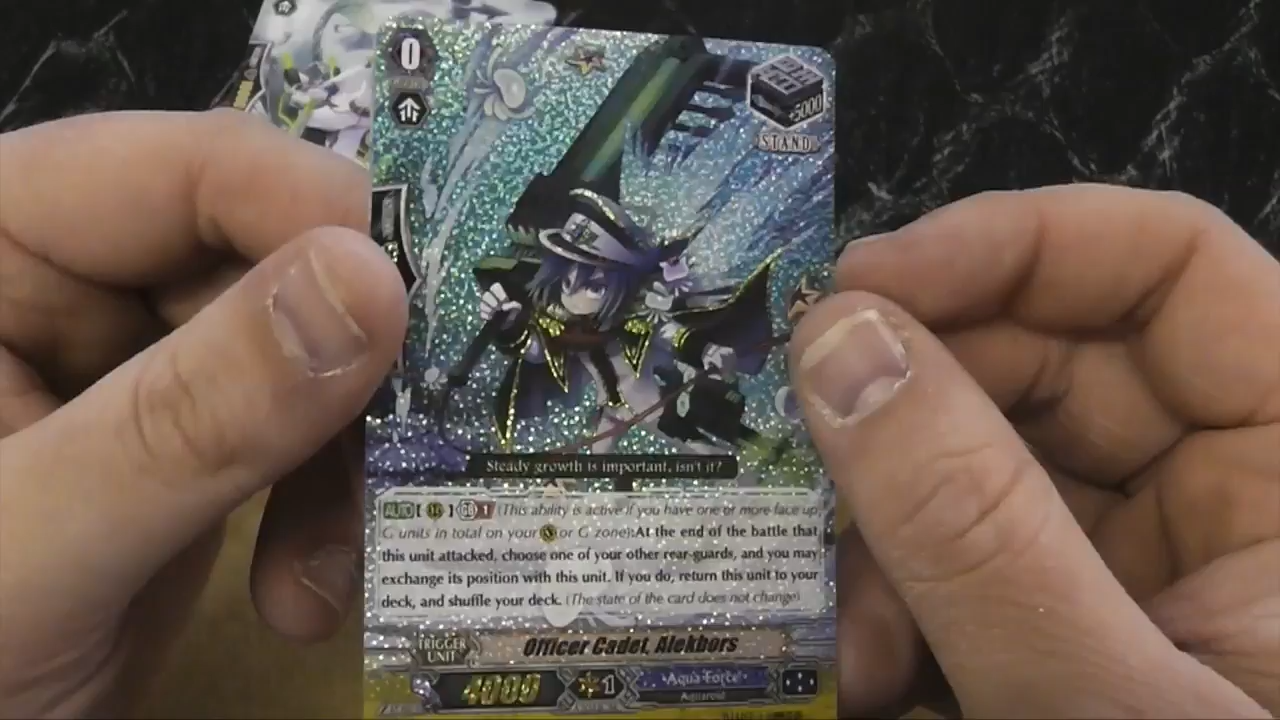 0
+5000
STAND
Steady growth is important, isn't it?
AUTO [ ] GB 1 (This ability is active if you have one or more face up
G units in total on your (V) or G zone):At the end of the battle that
this unit attacked, choose one of your other rear-guards, and you may
exchange its position with this unit. If you do, return this unit to your
deck, and shuffle your deck. (The state of the card does not change)
TRIGGER
UNIT
Officer Cadet, Alekbors
4000
1
Aqua Force
Aquaroid